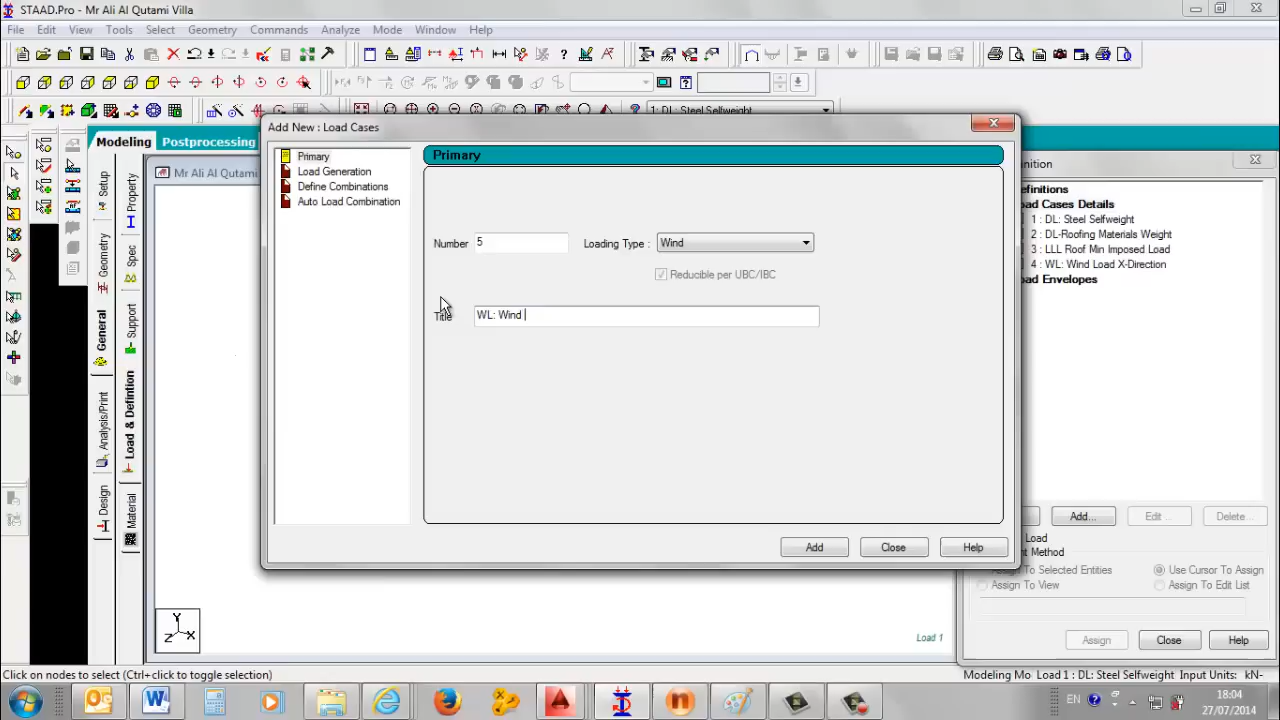 STAAD.Pro - Mr Ali Al Qutami Villa
File Edit View Tools Select Geometry Commands Analyze Mode Window Help
1: DL: Steel Selfweight
Add New : Load Cases
Modeling Postprocessing
Mr Ali Al Qutami
Primary
Load Generation
Define Combinations
Auto Load Combination
Primary
Number 5 Loading Type : Wind
Reducible per UBC/IBC
Title WL: Wind
Add Close Help
Setup
Geometry
General
Analysis/Print
Design
Property
Spec
Support
Load & Definition
Material
1 : DL: Steel Selfweight
2 : DL-Roofing Materials Weight
3 : LLL Roof Min Imposed Load
4 : WL: Wind Load X-Direction
Add... Edit... Delete...
Load
Method
To Selected Entities Use Cursor To Assign
Assign To View Assign To Edit List
Assign Close Help
Y
Z X
Load 1
Click on nodes to select (Ctrl+click to toggle selection)
Modeling Mo Load 1 : DL: Steel Selfweight Input Units: kN-
EN
18:04
27/07/2014